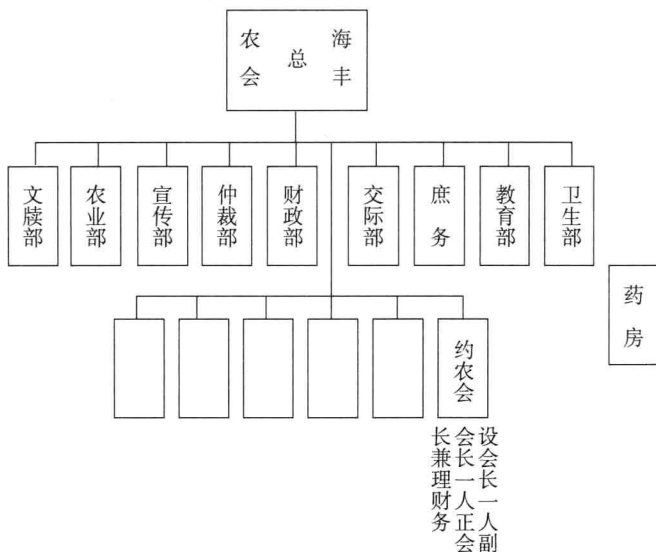 海丰
总
农会
卫生部
教育部
庶务
交际部
财政部
仲裁部
宣传部
农业部
文牍部
药房
约农会
设会长一人副
会长一人正会
长兼理财务